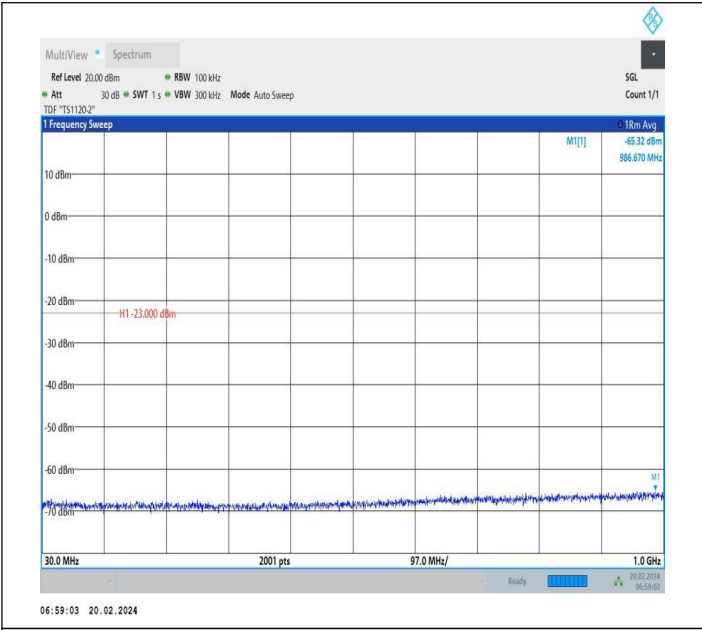 MultiView Spectrum
Ref Level 20.00 dBm RBW 100 kHz SGL
Att 30 dB SWT 1 s VBW 300 kHz Mode Auto Sweep Count 1/1
TDF "TS1120-2"
1 Frequency Sweep 1Rm Avg
M1[1] -65.32 dBm
986.670 MHz
10 dBm
0 dBm
-10 dBm
-20 dBm
H1 -23.000 dBm
-30 dBm
-40 dBm
-50 dBm
-60 dBm
M1
-70 dBm
30.0 MHz 2001 pts 97.0 MHz/ 1.0 GHz
Ready 20.02.2024
06:59:02
06:59:03 20.02.2024